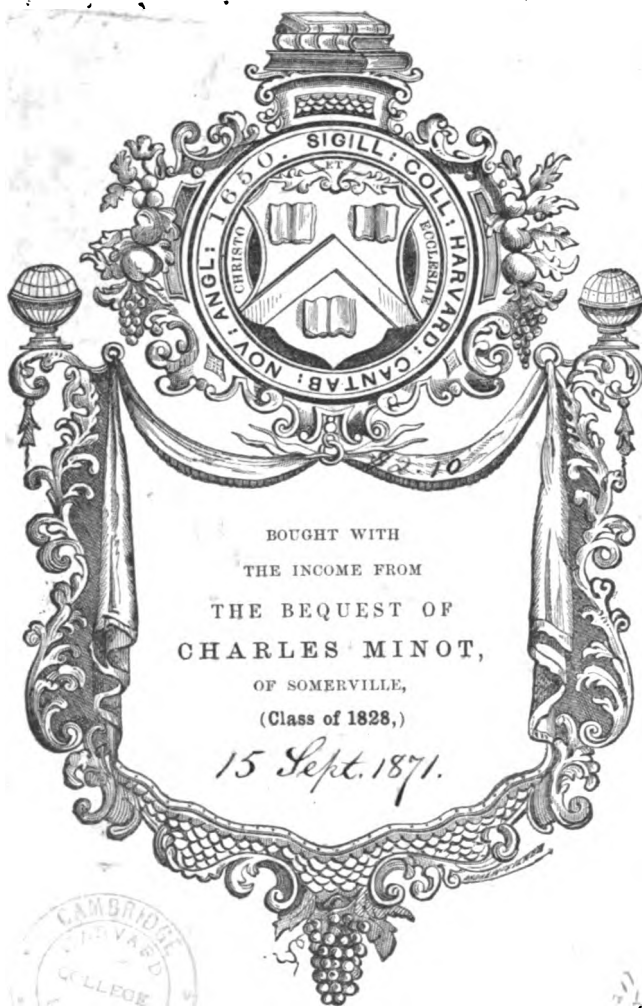 SIGILL: COLL: HARVARD: CANTAB: NOV: ANGL: 1650.
ET
CHRISTO
ECCLESIAE
BOUGHT WITH
THE INCOME FROM
THE BEQUEST OF
CHARLES MINOT,
OF SOMERVILLE,
(Class of 1828,)
15 Sept. 1871.
CAMBRIDGE
HARVARD
COLLEGE